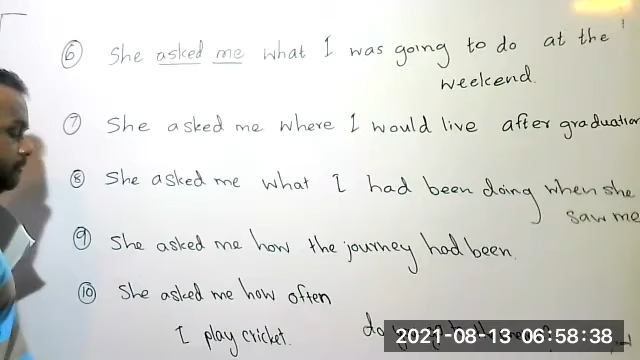 ⑥ She asked me what I was going to do at the
weekend.
⑦ She asked me where I would live after graduation
⑧ She asked me what I had been doing when she
saw me
⑨ She asked me how the journey had been.
⑩ She asked me how often
I play cricket. do
2021-08-13 06:58:38